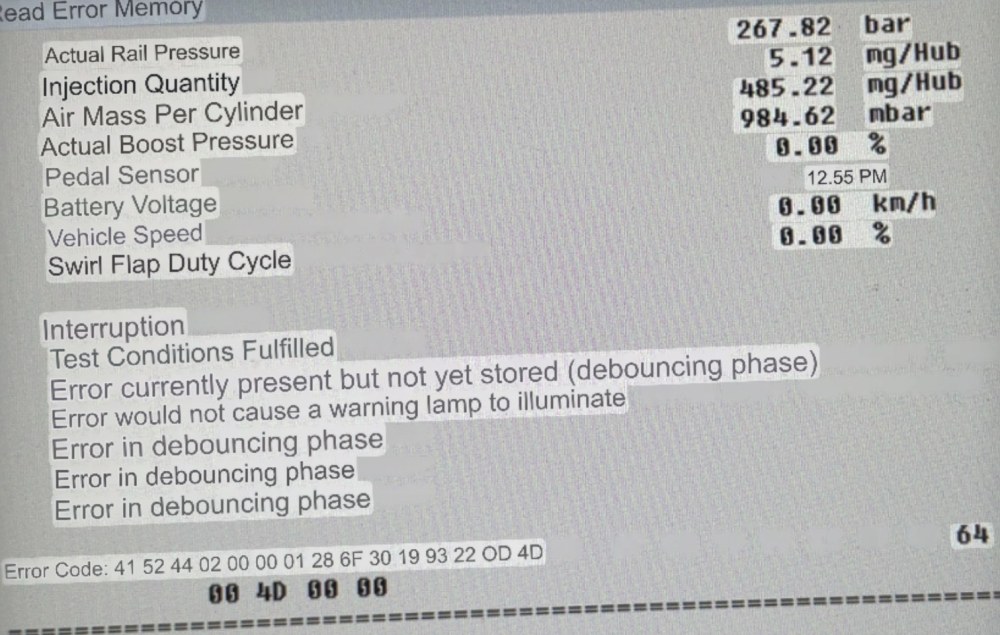 ead Error Memory
Actual Rail Pressure 267.82 bar
Injection Quantity 5.12 mg/Hub
Air Mass Per Cylinder 485.22 mg/Hub
Actual Boost Pressure 984.62 mbar
Pedal Sensor 0.00 %
Battery Voltage 12.55 PM
Vehicle Speed 0.00 km/h
Swirl Flap Duty Cycle 0.00 %
Interruption
Test Conditions Fulfilled
Error currently present but not yet stored (debouncing phase)
Error would not cause a warning lamp to illuminate
Error in debouncing phase
Error in debouncing phase
Error in debouncing phase
64
Error Code: 41 52 44 02 00 00 01 28 6F 30 19 93 22 OD 4D
00 4D 00 00